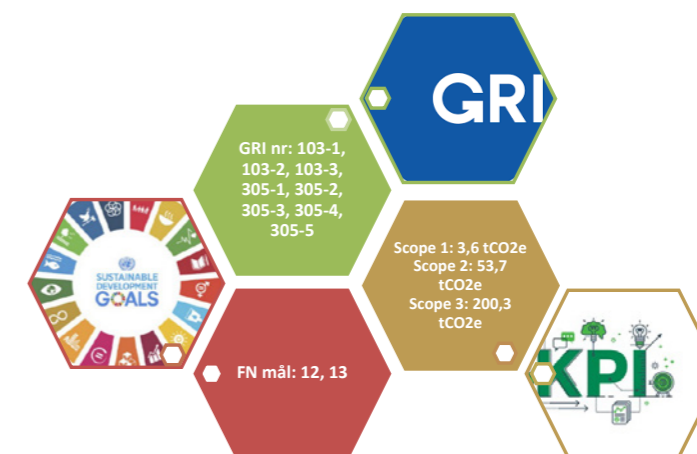 GRI
GRI nr: 103-1,
103-2, 103-3,
305-1, 305-2,
305-3, 305-4,
305-5
Scope 1: 3,6 tCO2e
Scope 2: 53,7
tCO2e
Scope 3: 200,3
tCO2e
SUSTAINABLE
DEVELOPMENT
GOALS
FN mål: 12, 13
KPI